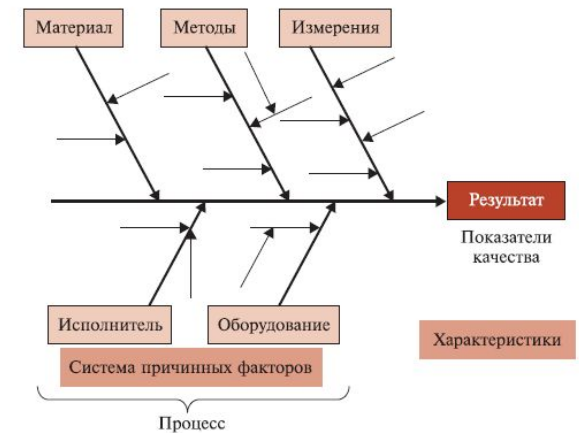 Материал
Методы
Измерения
Результат
Показатели
качества
Исполнитель
Оборудование
Характеристики
Система причинных факторов
Процесс